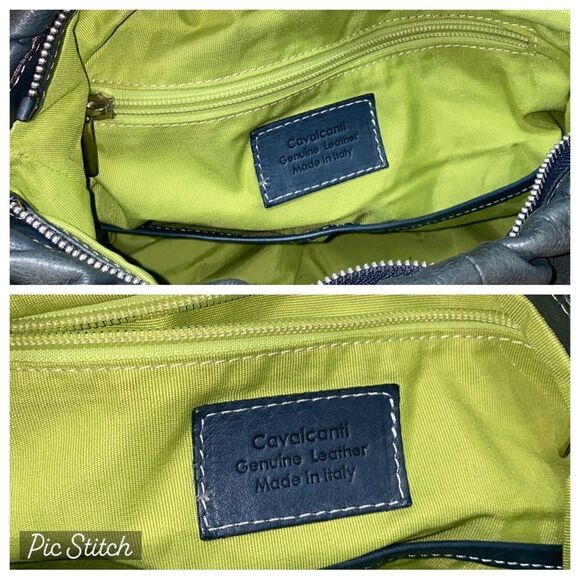 Cavalcanti
Genuine Leather
Made in Italy
Cavalcanti
Genuine Leather
Made in Italy
Pic Stitch